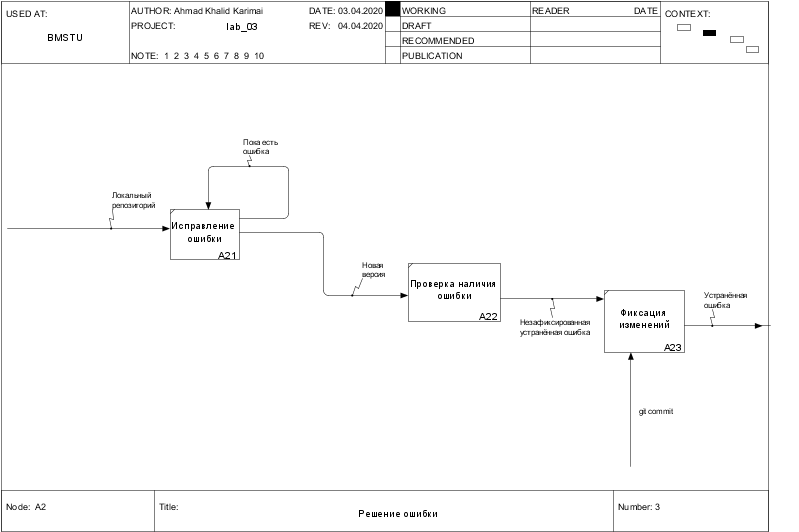 USED AT:
BMSTU
AUTHOR: Ahmad Khalid Karimai
DATE: 03.04.2020
PROJECT: lab_03
REV: 04.04.2020
NOTE: 1 2 3 4 5 6 7 8 9 10
WORKING
DRAFT
RECOMMENDED
PUBLICATION
READER
DATE
CONTEXT:
Пока есть
ошибка
Локальный
репозиторий
Исправление
ошибки
A21
Новая
версия
Проверка наличия
ошибки
A22
Незафиксированная
устранённая ошибка
Фиксация
изменений
A23
Устранённая
ошибка
git commit
Node: A2
Title:
Решение ошибки
Number: 3